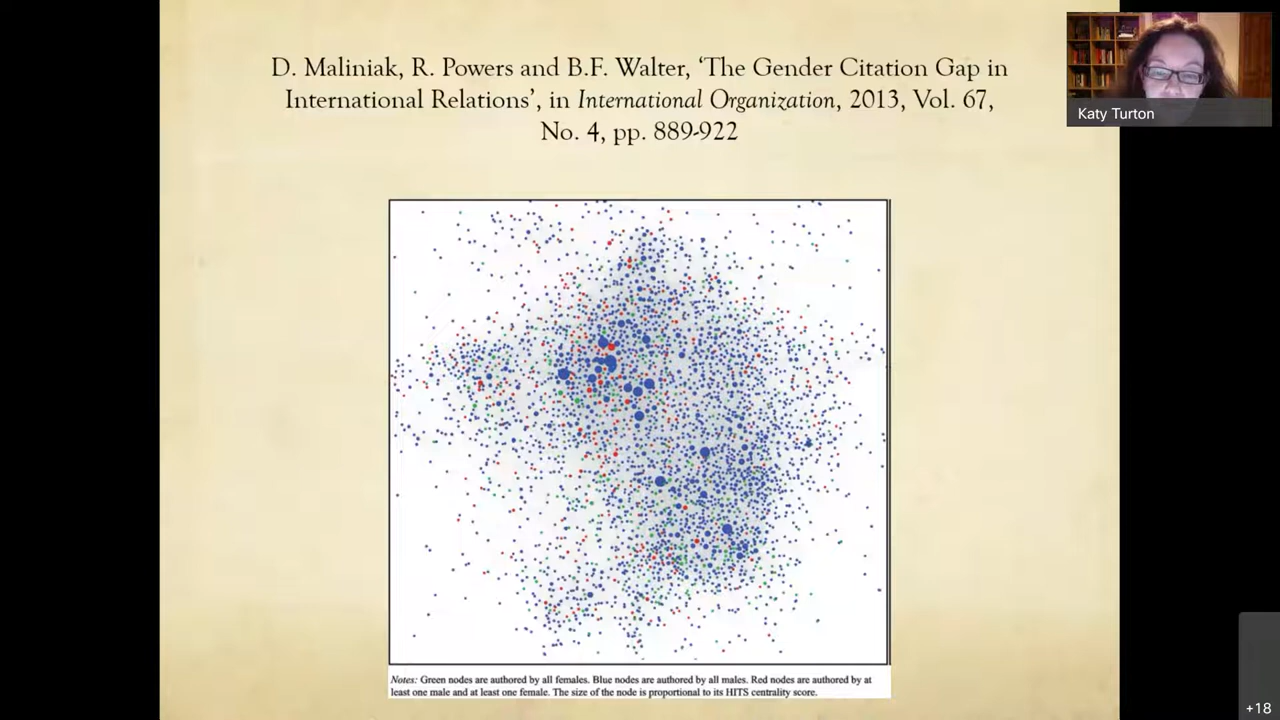 D. Maliniak, R. Powers and B.F. Walter, ‘The Gender Citation Gap in
International Relations’, in International Organization, 2013, Vol. 67,
No. 4, pp. 889-922
Katy Turton
Notes: Green nodes are authored by all females. Blue nodes are authored by all males. Red nodes are authored by at
least one male and at least one female. The size of the node is proportional to its HITS centrality score.
+18